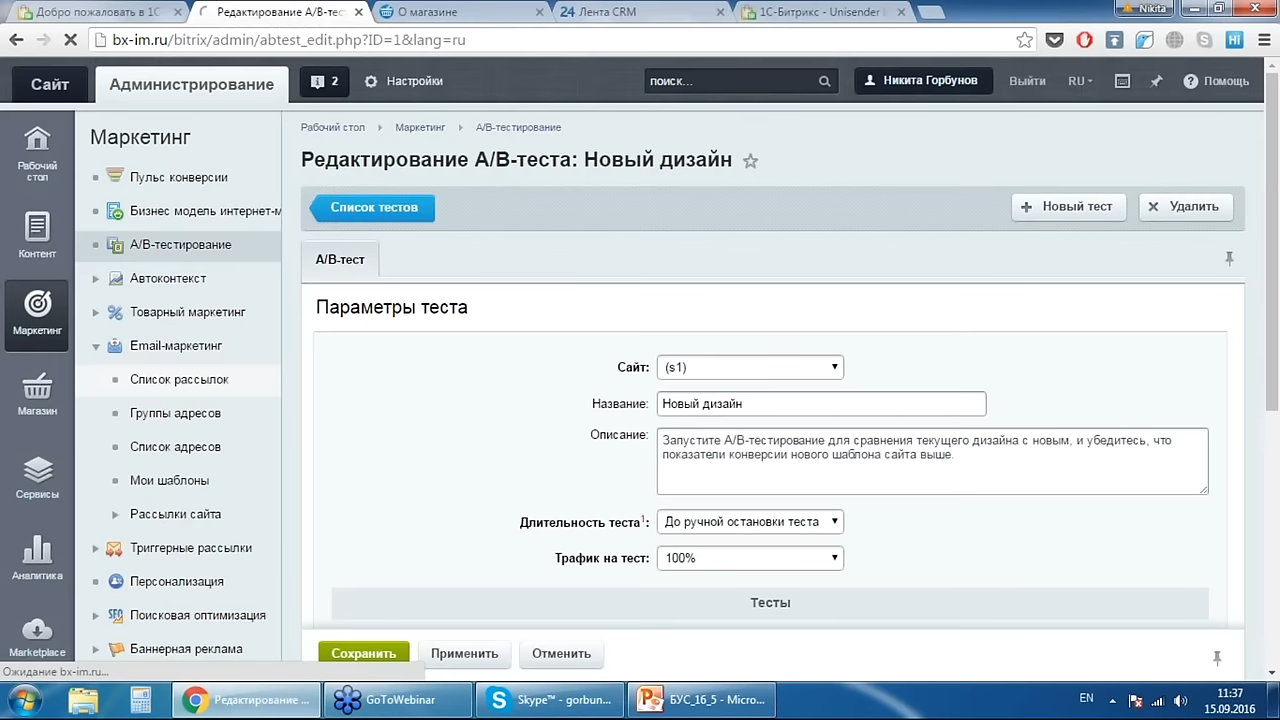 Добро пожаловать в 1С
Редактирование A/B-тест
О магазине
Лента CRM
1С-Битрикс - Unisender
Nikita
bx-im.ru/bitrix/admin/abtest_edit.php?ID=1&lang=ru
Сайт
Администрирование
2
Настройки
поиск...
Никита Горбунов
Выйти
RU
Помощь
Рабочий стол
Контент
Маркетинг
Магазин
Сервисы
Аналитика
Marketplace
Маркетинг
Пульс конверсии
Бизнес модель интернет-м
A/B-тестирование
Автоконтекст
Товарный маркетинг
Email-маркетинг
Список рассылок
Группы адресов
Список адресов
Мои шаблоны
Рассылки сайта
Триггерные рассылки
Персонализация
Поисковая оптимизация
Баннерная реклама
Рабочий стол
Маркетинг
A/B-тестирование
Редактирование A/B-теста: Новый дизайн
Список тестов
Новый тест
Удалить
A/B-тест
Параметры теста
Сайт:
(s1)
Название:
Новый дизайн
Описание:
Запустите A/B-тестирование для сравнения текущего дизайна с новым, и убедитесь, что
показатели конверсии нового шаблона сайта выше.
Длительность теста¹:
До ручной остановки теста
Трафик на тест:
100%
Тесты
Сохранить
Применить
Отменить
Ожидание bx-im.ru...
Редактирование ...
GoToWebinar
Skype™ - gorbun...
БУС_16_5 - Micro...
EN
11:37
15.09.2016